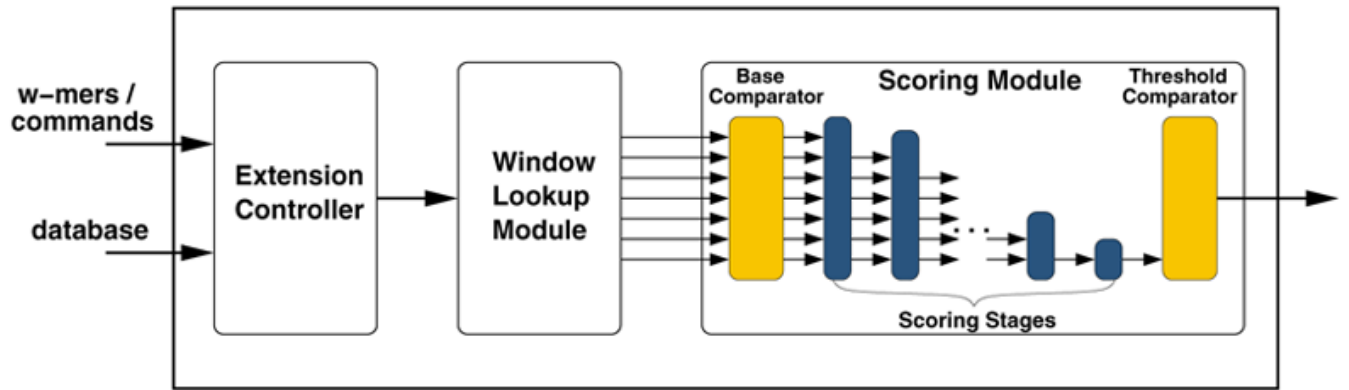 w-mers /
commands
database
Extension
Controller
Window
Lookup
Module
Base
Comparator
Scoring Module
Threshold
Comparator
...
Scoring Stages